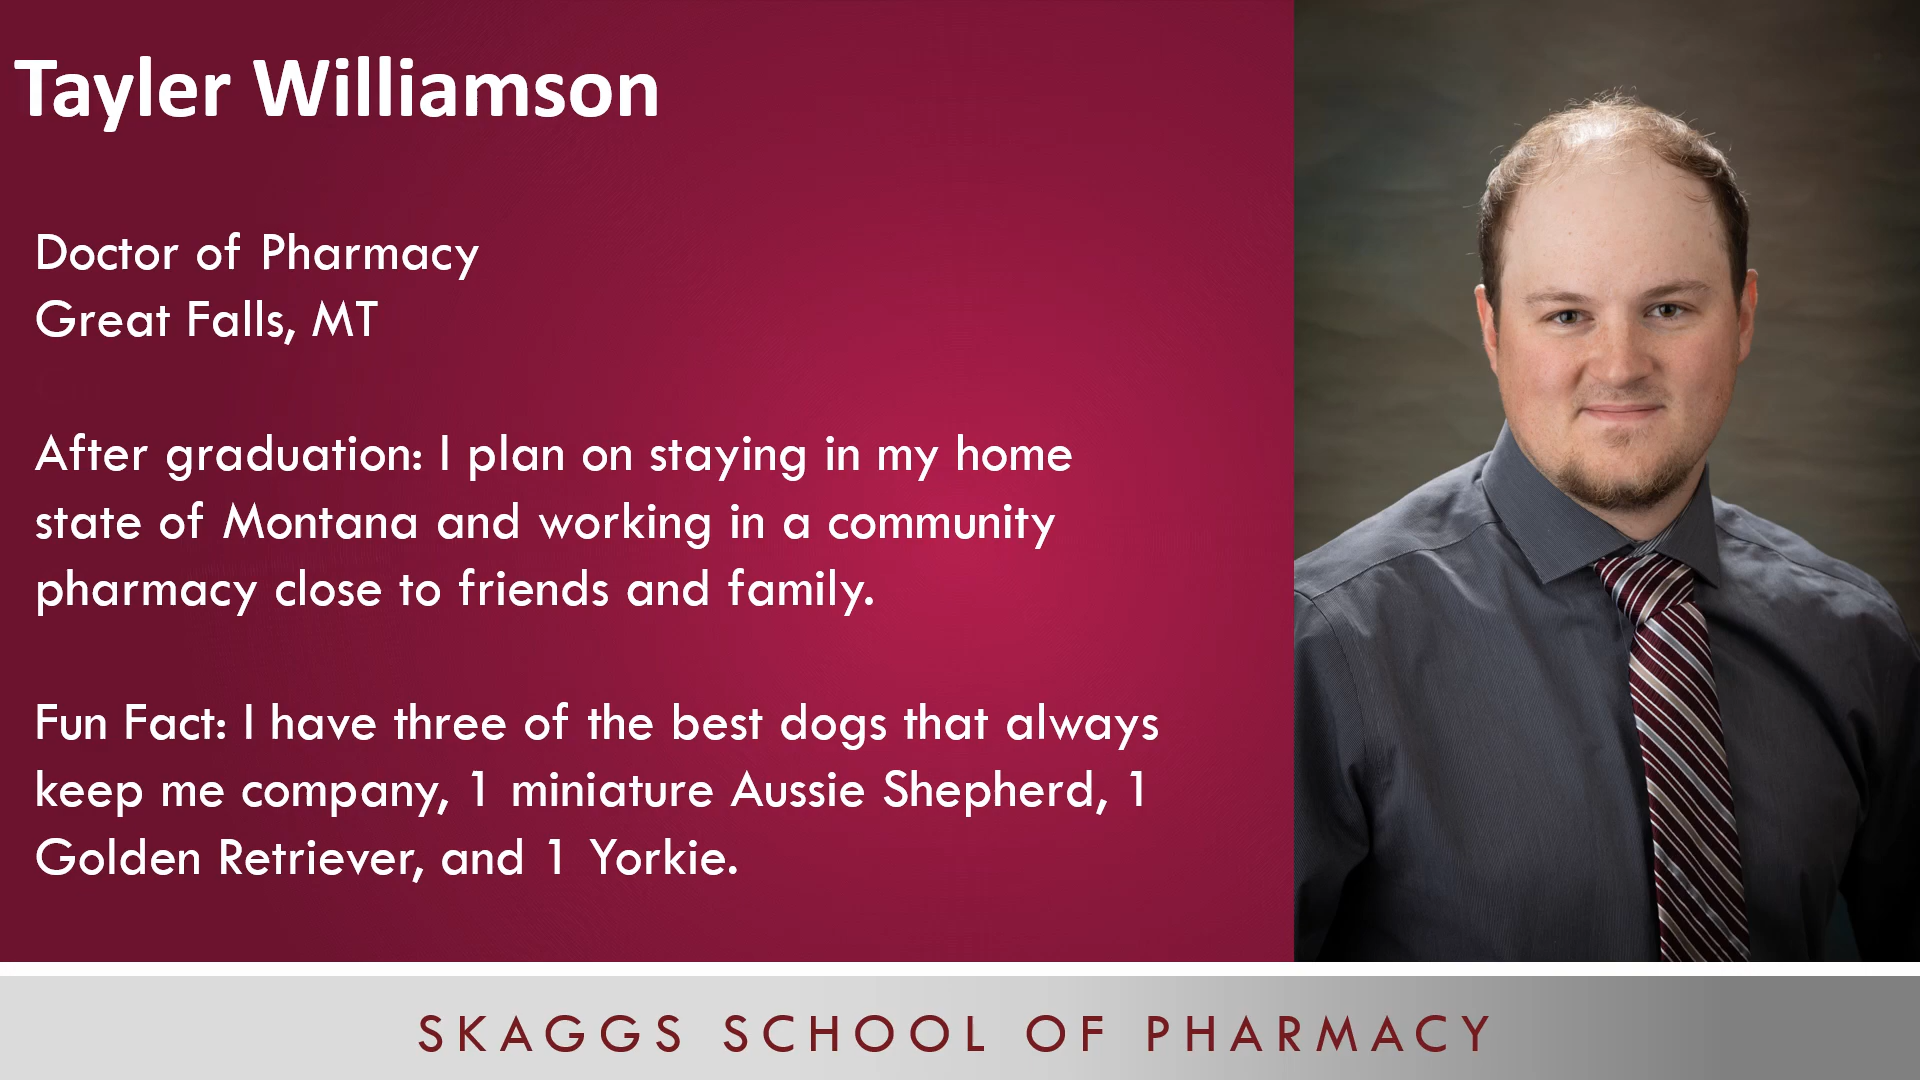 Tayler Williamson
Doctor of Pharmacy
Great Falls, MT
After graduation: I plan on staying in my home
state of Montana and working in a community
pharmacy close to friends and family.
Fun Fact: I have three of the best dogs that always
keep me company, 1 miniature Aussie Shepherd, 1
Golden Retriever, and 1 Yorkie.
SKAGGS SCHOOL OF PHARMACY